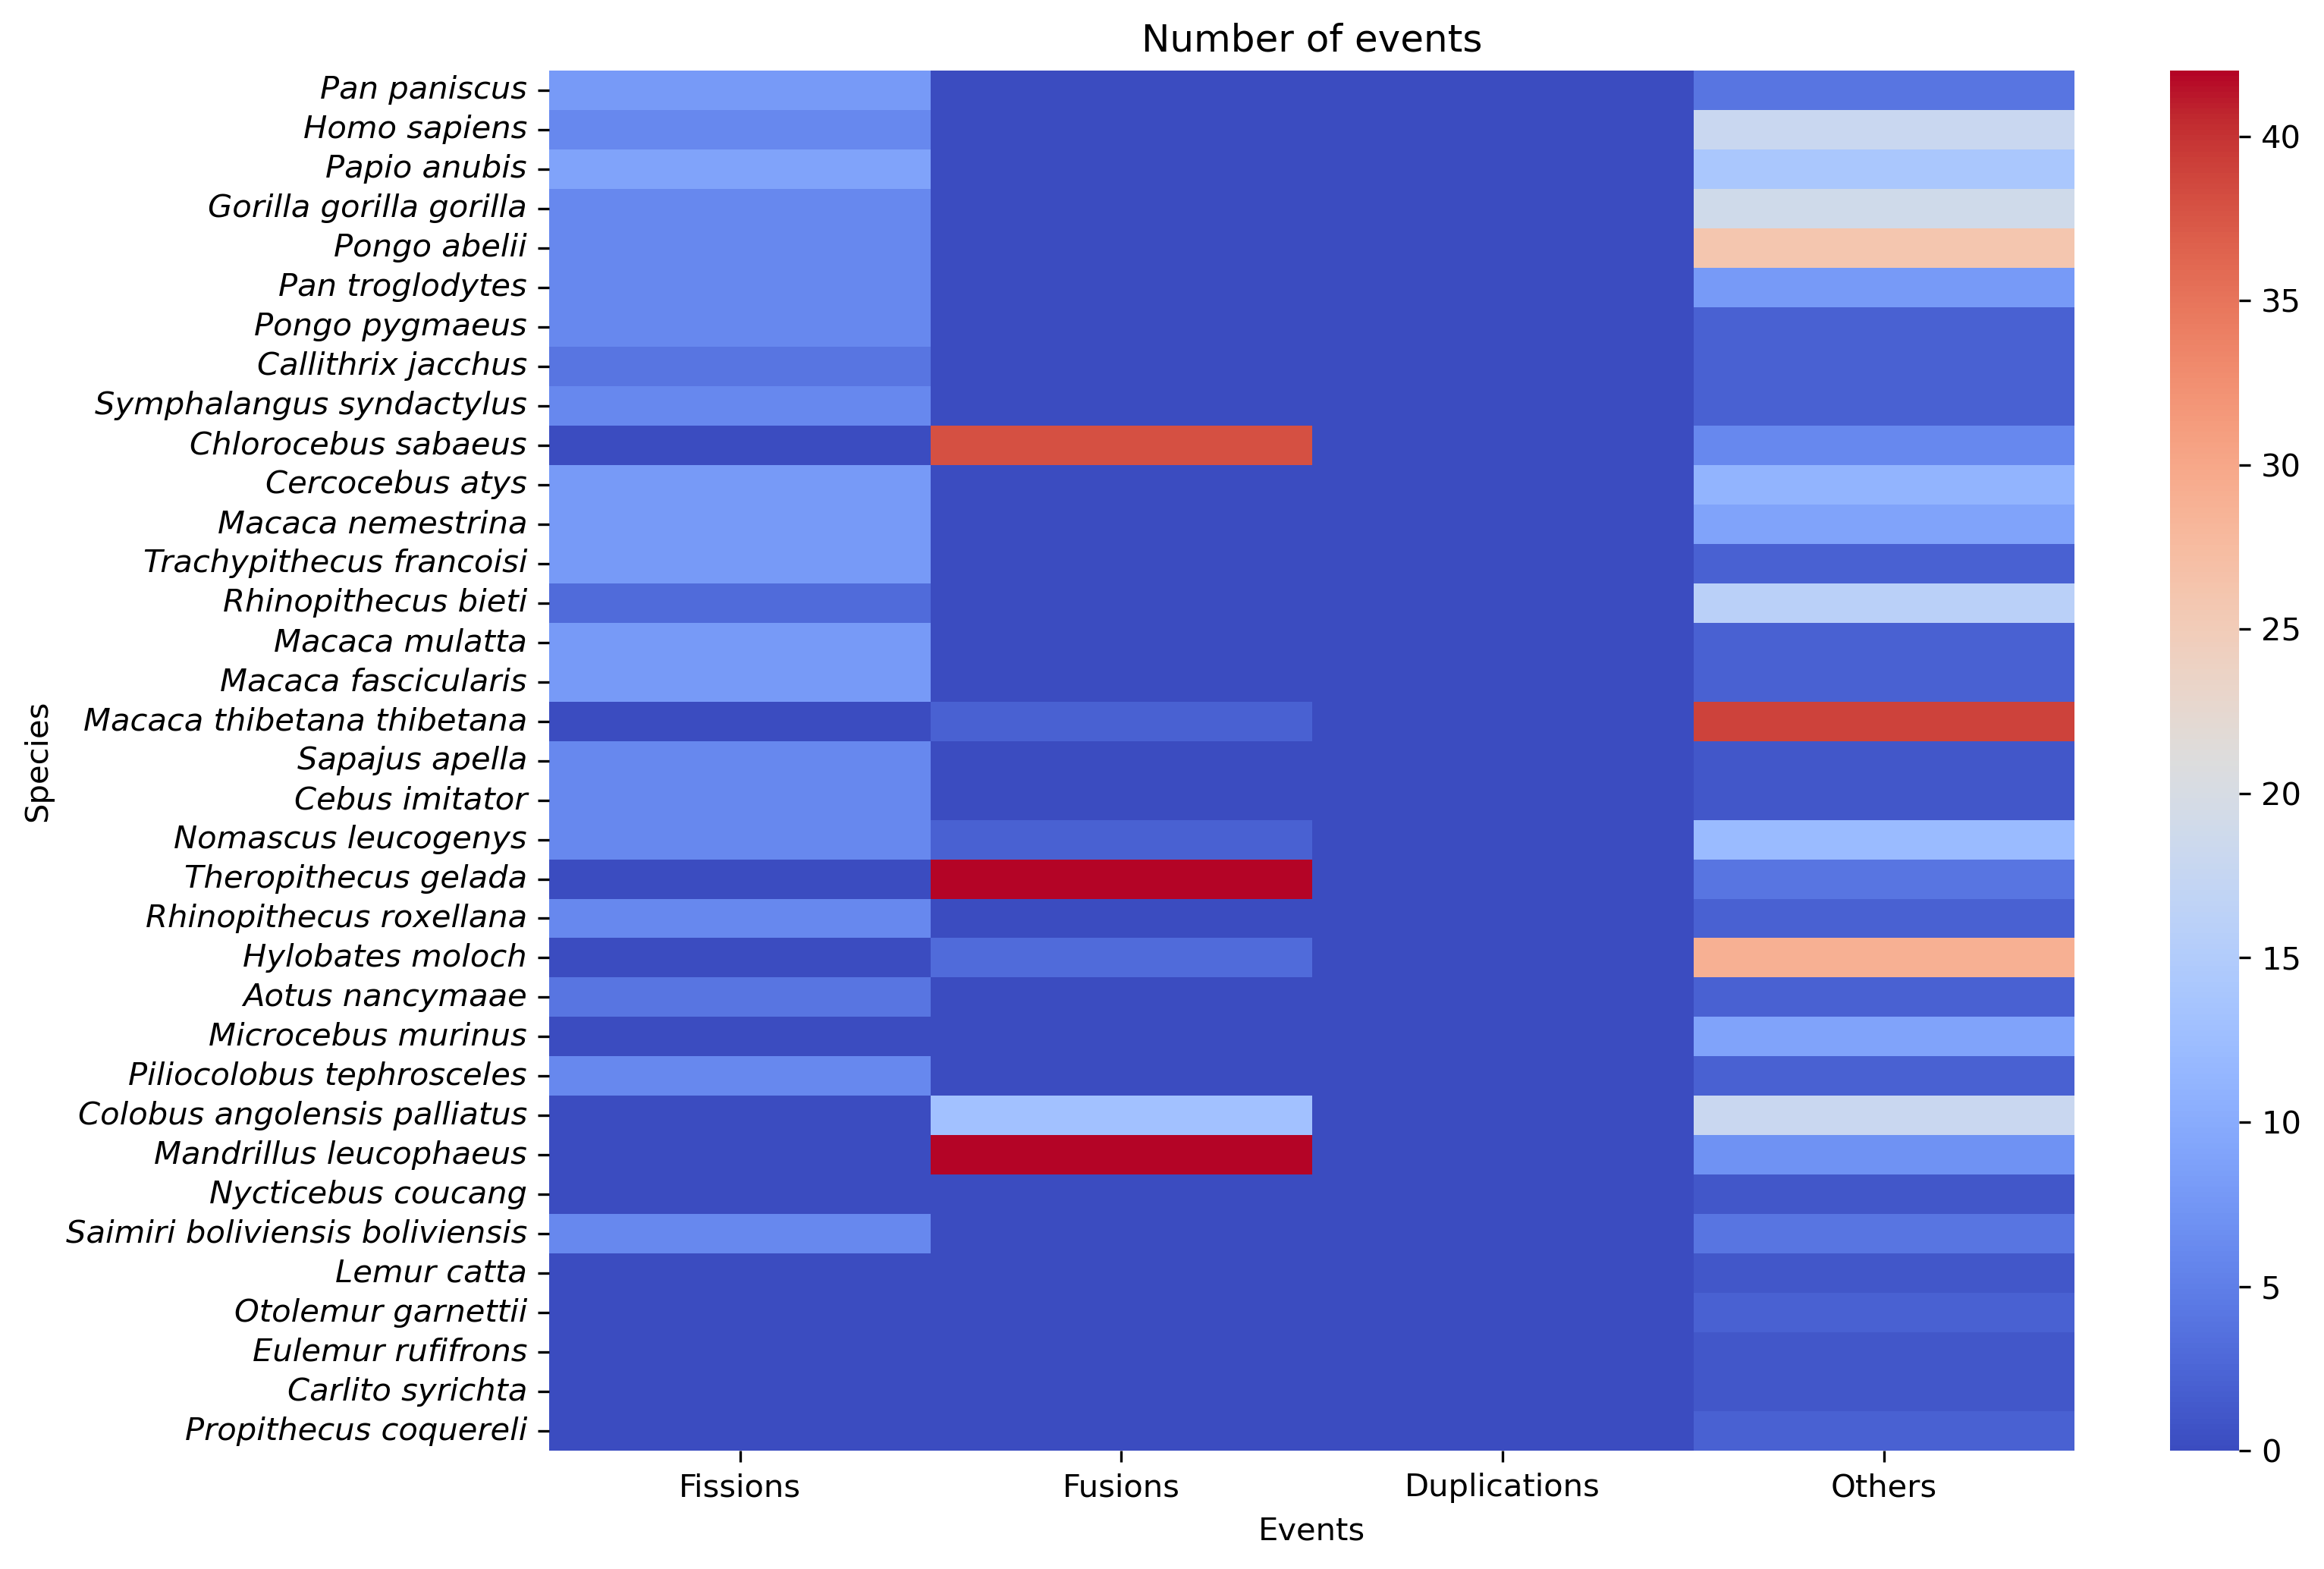 Number of events
Pan paniscus
Homo sapiens
Papio anubis
Gorilla gorilla gorilla
Pongo abelii
Pan troglodytes
Pongo pygmaeus
Callithrix jacchus
Symphalangus syndactylus
Chlorocebus sabaeus
Cercocebus atys
Macaca nemestrina
Trachypithecus francoisi
Rhinopithecus bieti
Macaca mulatta
Macaca fascicularis
Macaca thibetana thibetana
Sapajus apella
Cebus imitator
Nomascus leucogenys
Theropithecus gelada
Rhinopithecus roxellana
Hylobates moloch
Aotus nancymaae
Microcebus murinus
Piliocolobus tephrosceles
Colobus angolensis palliatus
Mandrillus leucophaeus
Nycticebus coucang
Saimiri boliviensis boliviensis
Lemur catta
Otolemur garnettii
Eulemur rufifrons
Carlito syrichta
Propithecus coquereli
Species
Fissions
Fusions
Duplications
Others
Events
40
35
30
25
20
15
10
5
0